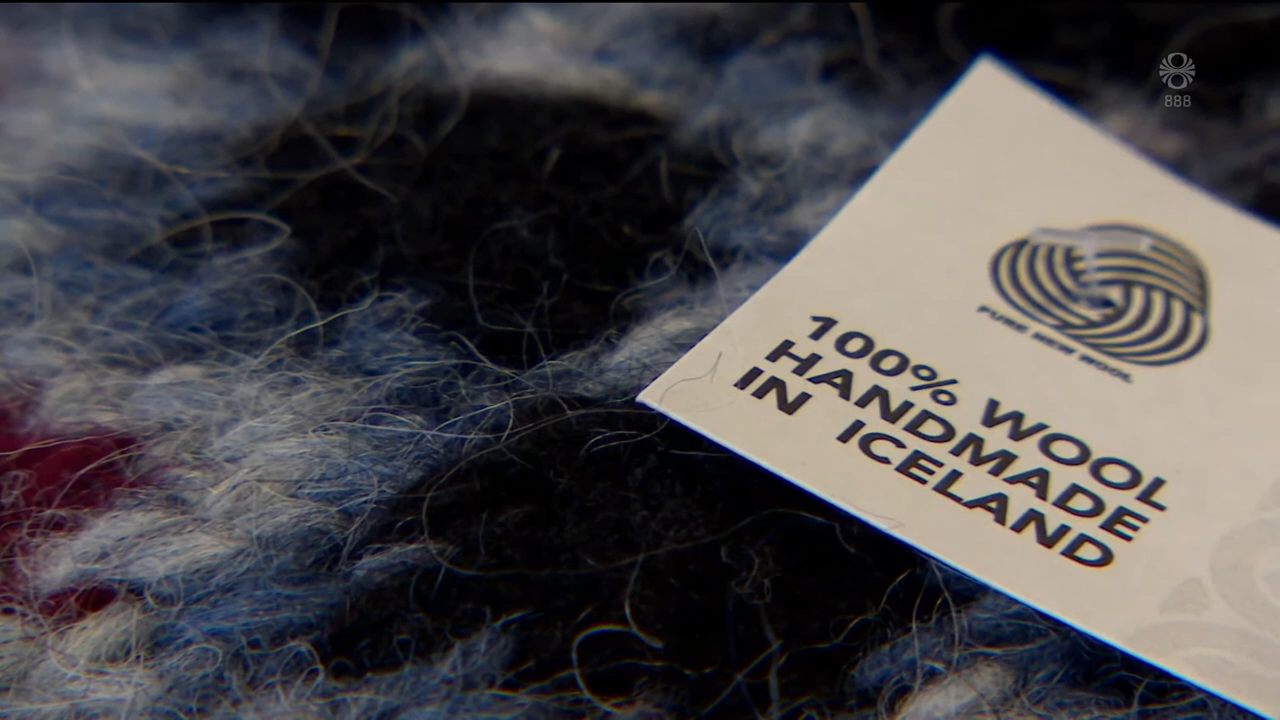 888
PURE NEW WOOL
100% WOOL
HANDMADE
IN ICELAND